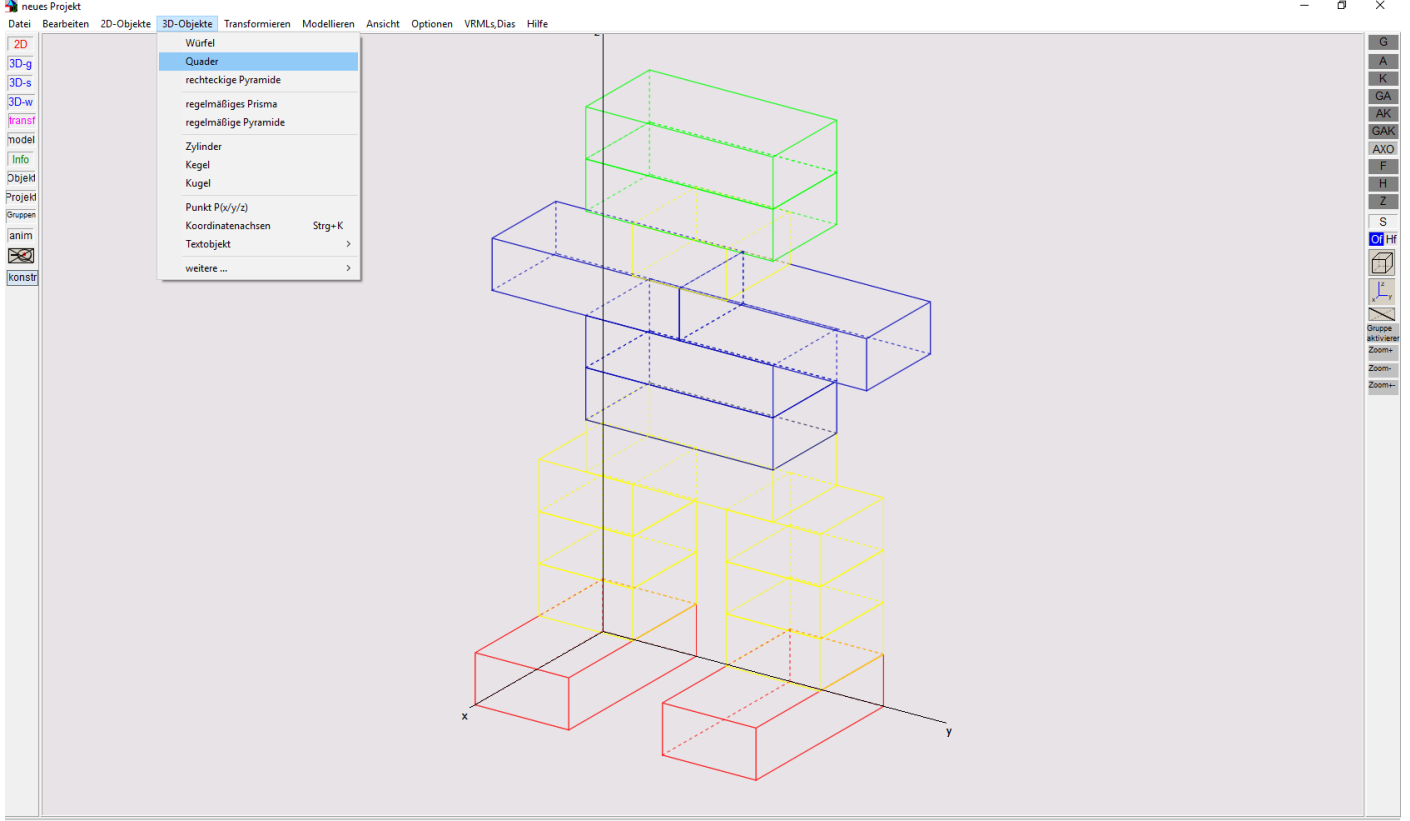 neues Projekt
Datei Bearbeiten 2D-Objekte 3D-Objekte Transformieren Modellieren Ansicht Optionen VRMLs,Dias Hilfe
Würfel
Quader
rechteckige Pyramide
regelmäßiges Prisma
regelmäßige Pyramide
Zylinder
Kegel
Kugel
Punkt P(x/y/z)
Koordinatenachsen Strg+K
Textobjekt
weitere ...
2D
3D-g
3D-s
3D-w
transf
model
Info
Objekt
Projekt
Gruppen
anim
konstr
z
x
y
G
A
K
GA
AK
GAK
AXO
F
H
Z
S
Of Hf
z
x y
Gruppe
aktivierer
Zoom+
Zoom-
Zoom+-